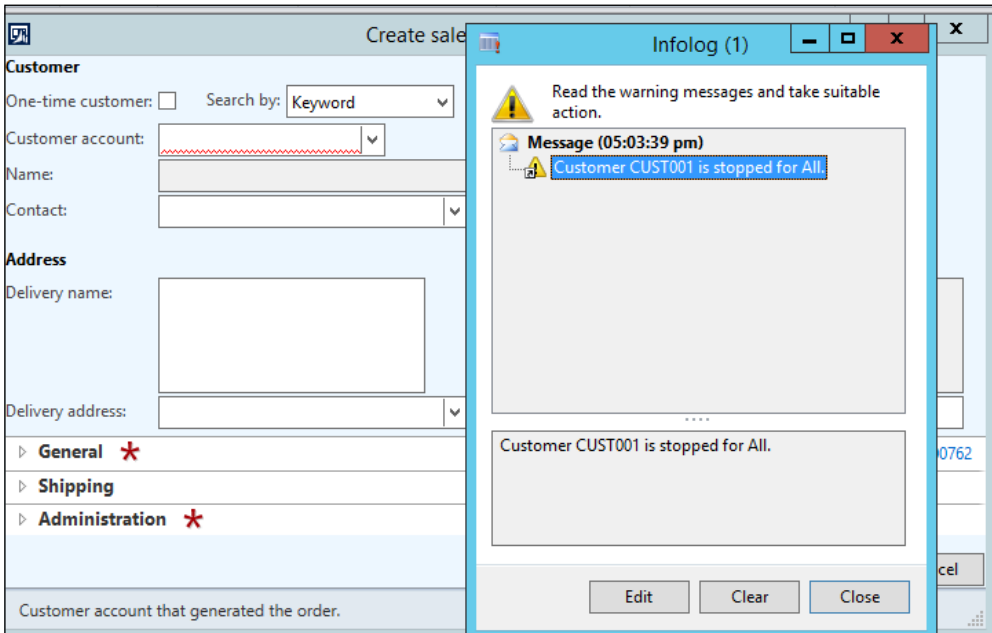 Create sale
x
Customer
One-time customer:
Search by:
Keyword
Customer account:
Name:
Contact:
Address
Delivery name:
Delivery address:
General *
00762
Shipping
Administration *
cel
Customer account that generated the order.
Infolog (1)
x
Read the warning messages and take suitable
action.
Message (05:03:39 pm)
Customer CUST001 is stopped for All.
Customer CUST001 is stopped for All.
Edit
Clear
Close